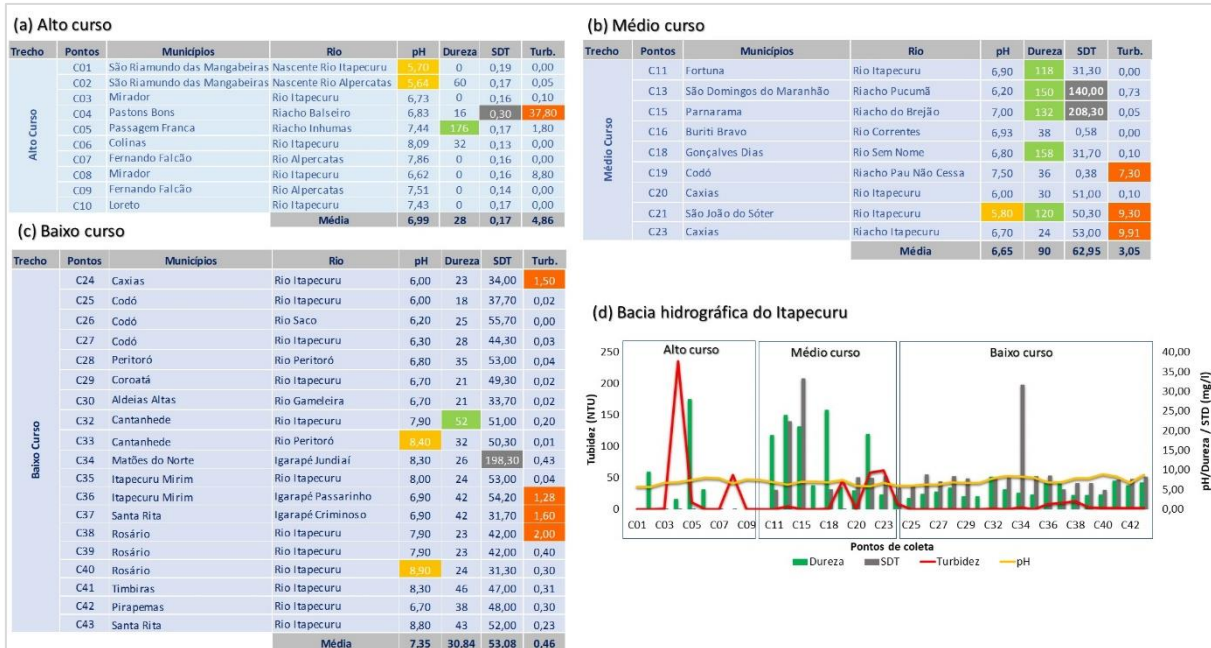 (a) Alto curso
Trecho Pontos Municípios Rio pH Dureza SDT Turb.
Alto Curso
C01 São Riamundo das Mangabeiras Nascente Rio Itapecuru 5,70 0 0,19 0,00
C02 São Riamundo das Mangabeiras Nascente Rio Alpercatas 5,64 60 0,17 0,05
C03 Mirador Rio Itapecuru 6,73 0 0,16 0,10
C04 Pastons Bons Riacho Balseiro 6,83 16 0,30 37,80
C05 Passagem Franca Riacho Inhumas 7,44 176 0,17 1,80
C06 Colinas Rio Itapecuru 8,09 32 0,13 0,00
C07 Fernando Falcão Rio Alpercatas 7,86 0 0,16 0,00
C08 Mirador Rio Itapecuru 6,62 0 0,16 8,80
C09 Fernando Falcão Rio Alpercatas 7,51 0 0,14 0,00
C10 Loreto Rio Itapecuru 7,43 0 0,17 0,00
Média 6,99 28 0,17 4,86
(b) Médio curso
Trecho Pontos Municípios Rio pH Dureza SDT Turb.
Médio Curso
C11 Fortuna Rio Itapecuru 6,90 118 31,30 0,00
C13 São Domingos do Maranhão Riacho Pucumã 6,20 150 140,00 0,73
C15 Parnarama Riacho do Brejão 7,00 132 208,30 0,05
C16 Buriti Bravo Rio Correntes 6,93 38 0,58 0,00
C18 Gonçalves Dias Rio Sem Nome 6,80 158 31,70 0,10
C19 Codó Riacho Pau Não Cessa 7,50 36 0,38 7,30
C20 Caxias Rio Itapecuru 6,00 30 51,00 0,10
C21 São João do Sóter Rio Itapecuru 5,80 120 50,30 9,30
C23 Caxias Riacho Itapecuru 6,70 24 53,00 9,91
Média 6,65 90 62,95 3,05
(c) Baixo curso
Trecho Pontos Municípios Rio pH Dureza SDT Turb.
Baixo Curso
C24 Caxias Rio Itapecuru 6,00 23 34,00 1,50
C25 Codó Rio Itapecuru 6,00 18 37,70 0,02
C26 Codó Rio Saco 6,20 25 55,70 0,00
C27 Codó Rio Itapecuru 6,30 28 44,30 0,03
C28 Peritoró Rio Peritoró 6,80 35 53,00 0,04
C29 Coroatá Rio Itapecuru 6,70 21 49,30 0,02
C30 Aldeias Altas Rio Gameleira 6,70 21 33,70 0,02
C32 Cantanhede Rio Itapecuru 7,90 52 51,00 0,20
C33 Cantanhede Rio Peritoró 8,40 32 50,30 0,01
C34 Matões do Norte Igarapé Jundiaí 8,30 26 198,30 0,43
C35 Itapecuru Mirim Rio Itapecuru 8,00 24 53,00 0,04
C36 Itapecuru Mirim Igarapé Passarinho 6,90 42 54,20 1,28
C37 Santa Rita Igarapé Criminoso 6,90 42 31,70 1,60
C38 Rosário Rio Itapecuru 7,90 23 42,00 2,00
C39 Rosário Rio Itapecuru 7,90 23 42,00 0,40
C40 Rosário Rio Itapecuru 8,90 24 31,30 0,30
C41 Timbiras Rio Itapecuru 8,30 46 47,00 0,31
C42 Pirapemas Rio Itapecuru 6,70 38 48,00 0,30
C43 Santa Rita Rio Itapecuru 8,80 43 52,00 0,23
Média 7,35 30,84 53,08 0,46
(d) Bacia hidrográfica do Itapecuru
Alto curso Médio curso Baixo curso
Tubidez (NTU)
250
200
150
100
50
0
40,00
35,00
30,00
25,00
20,00
15,00
10,00
5,00
0,00
pH/Dureza / STD (mg/l)
C01 C03 C05 C07 C09 C11 C15 C18 C20 C23 C25 C27 C29 C32 C34 C36 C38 C40 C42
Pontos de coleta
Dureza SDT Turbidez pH